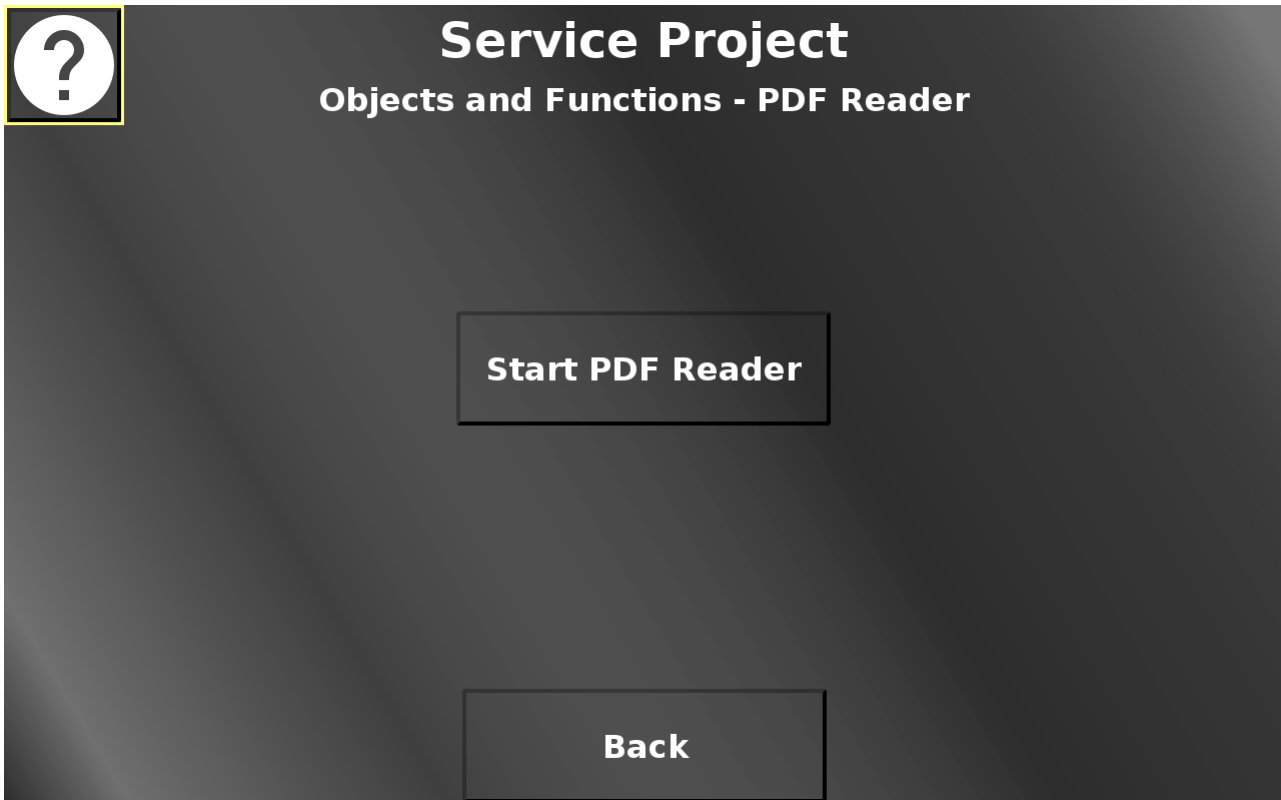 Service Project
Objects and Functions - PDF Reader
Start PDF Reader
Back